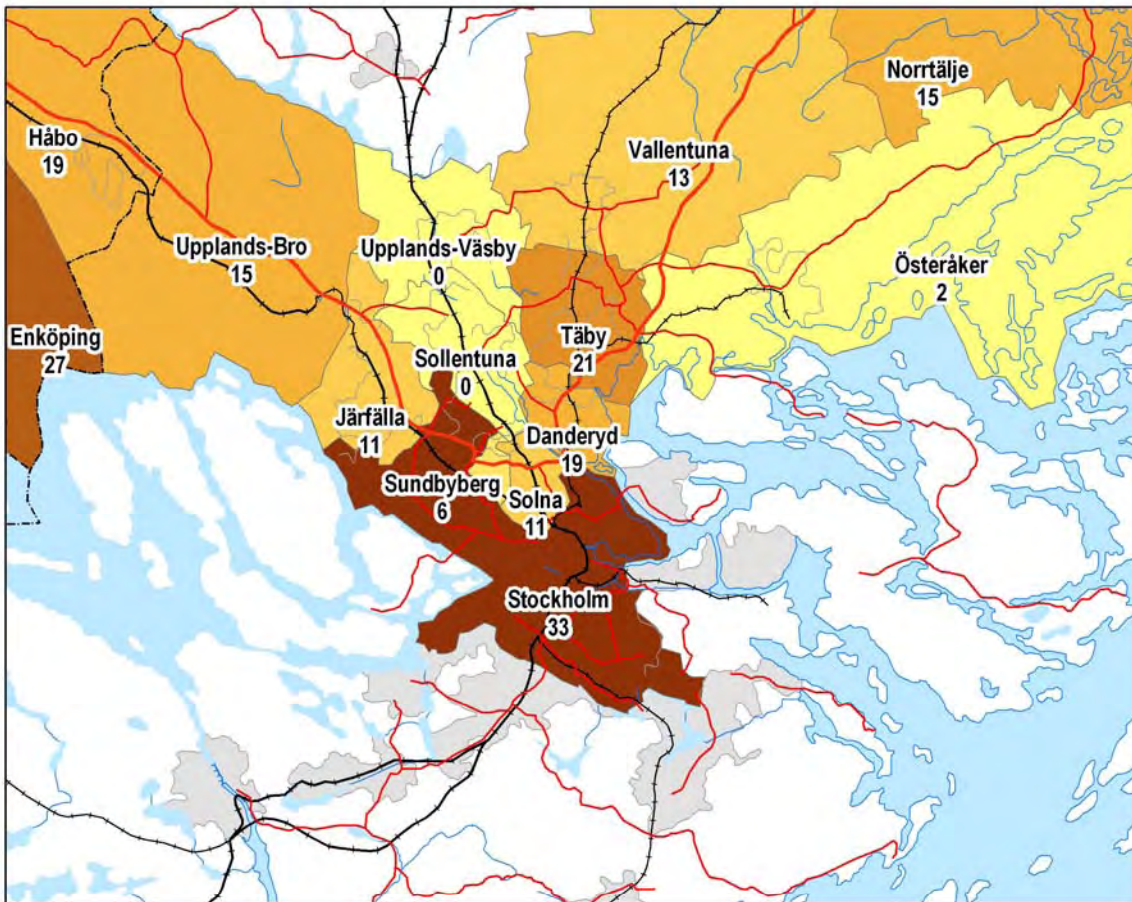 Norrtälje
15
Håbo
19
Vallentuna
13
Upplands-Bro
15
Upplands-Väsby
0
Österåker
2
Enköping
27
Täby
21
Sollentuna
0
Järfälla
11
Danderyd
19
Sundbyberg
6
Solna
11
Stockholm
33